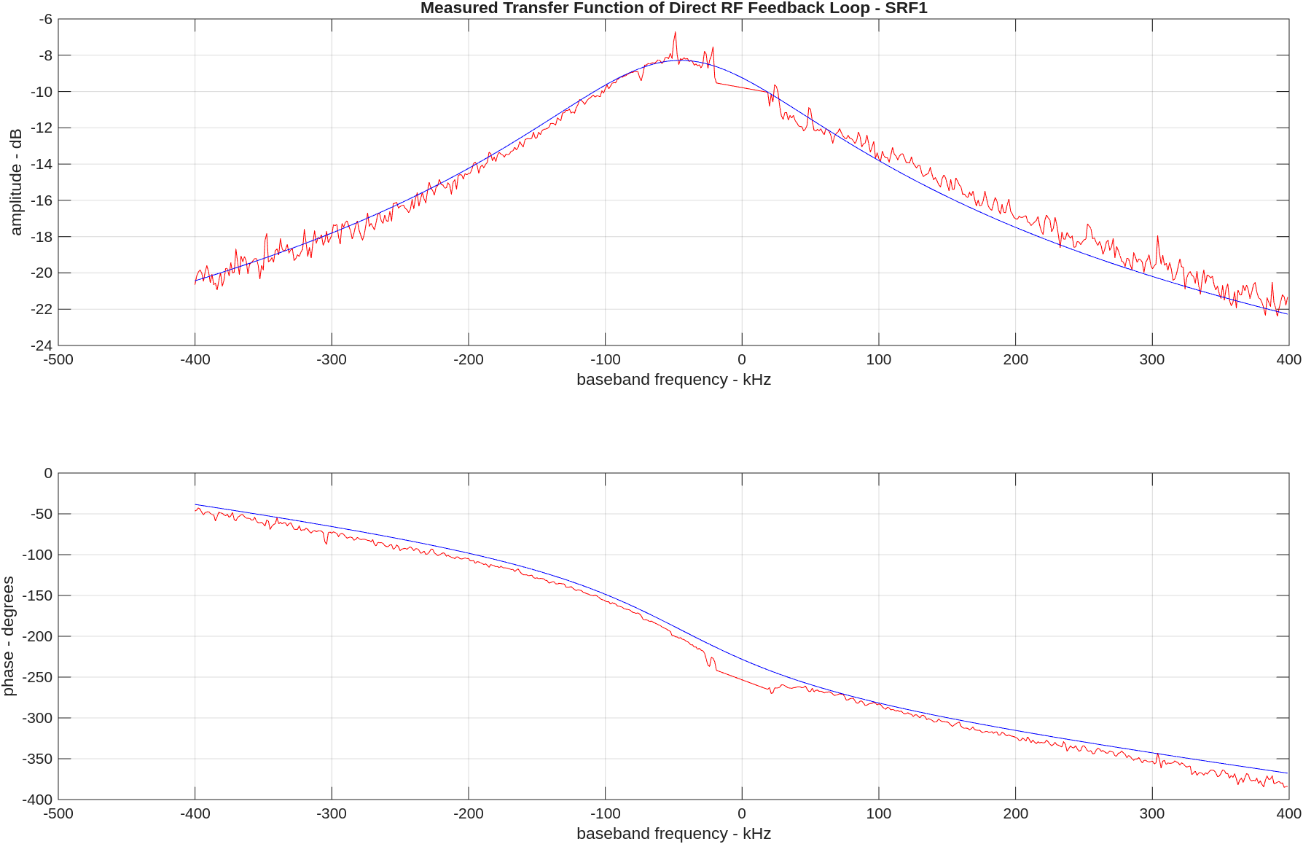 Measured Transfer Function of Direct RF Feedback Loop - SRF1
-6
-8
-10
-12
-14
-16
-18
-20
-22
-24
amplitude - dB
-500 -400 -300 -200 -100 0 100 200 300 400
baseband frequency - kHz
0
-50
-100
-150
-200
-250
-300
-350
-400
phase - degrees
-500 -400 -300 -200 -100 0 100 200 300 400
baseband frequency - kHz